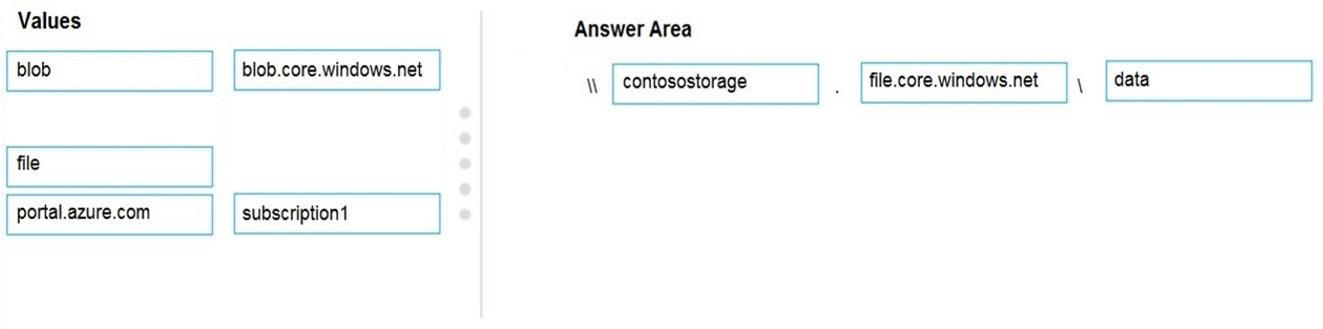 Values
blob
blob.core.windows.net
file
portal.azure.com
subscription1
Answer Area
\\ contosostorage . file.core.windows.net \ data